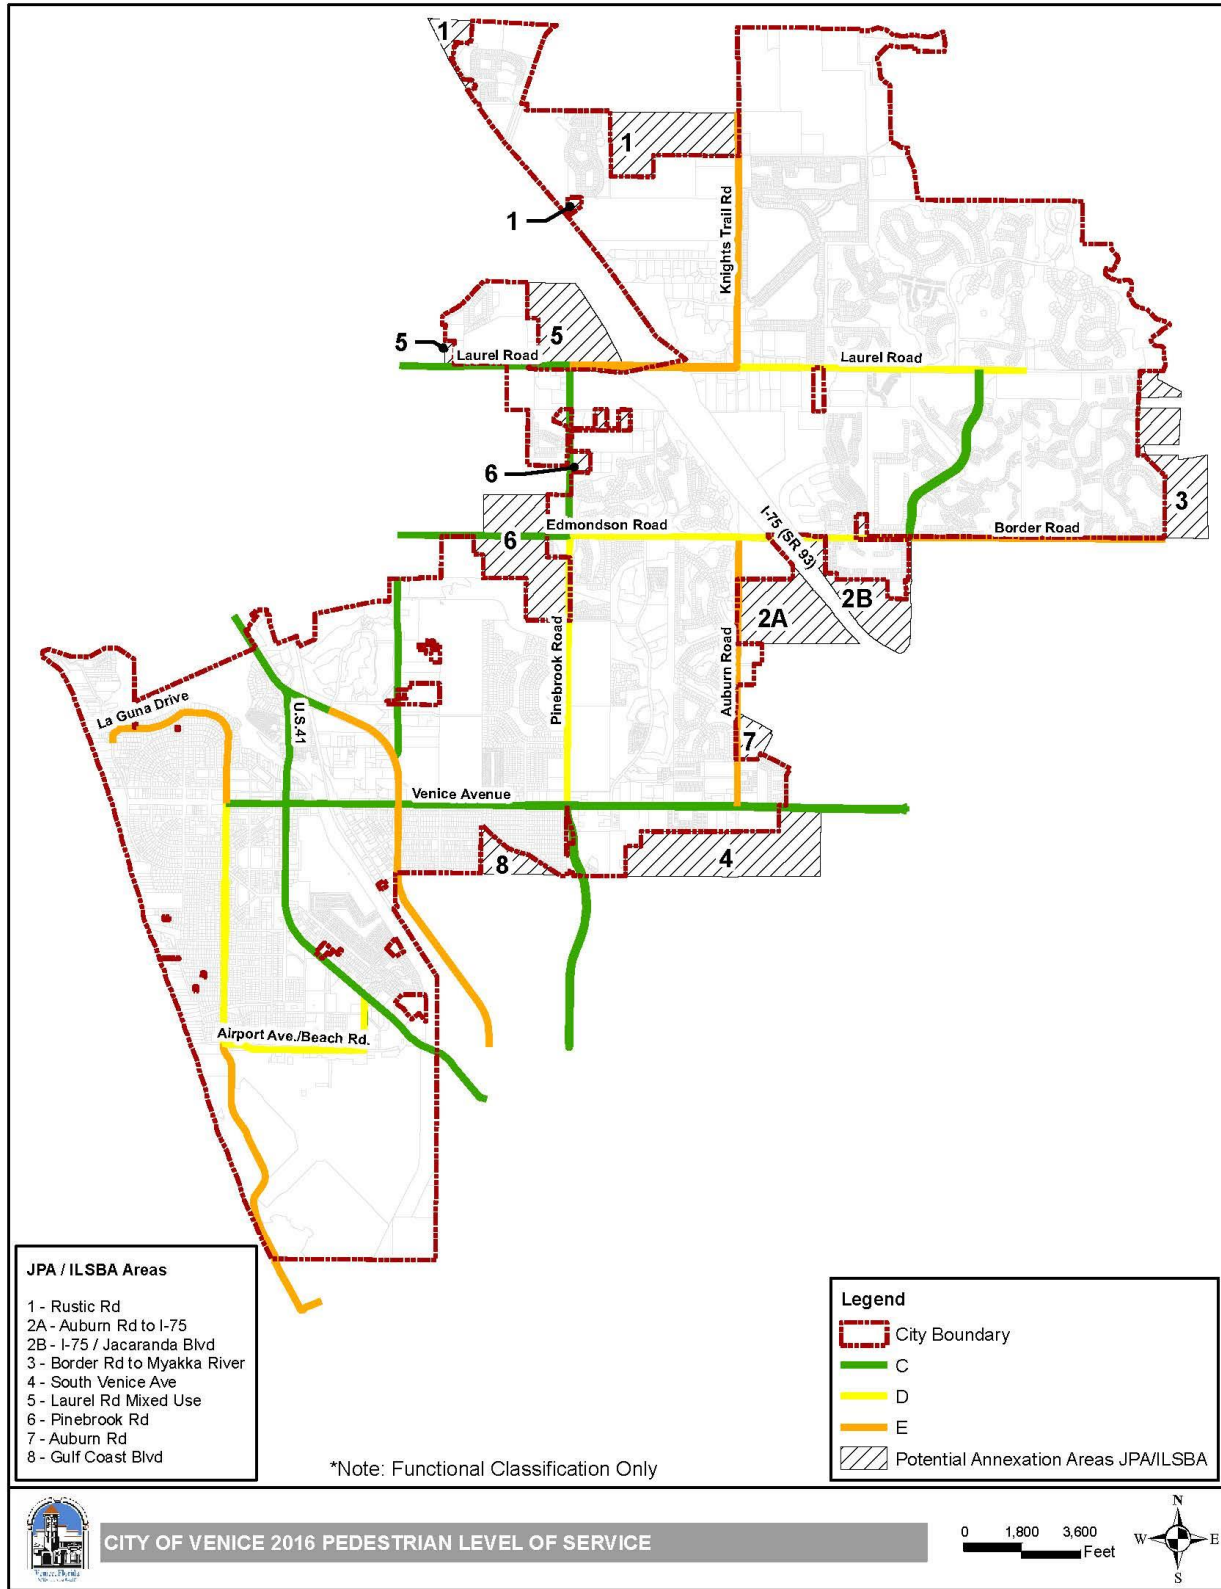 1
1
1
Knights Trail Rd
5
5
Laurel Road
Laurel Road
6
I-75 (SR 93)
3
Edmondson Road
Border Road
6
2A
2B
Pinebrook Road
Auburn Road
La Guna Drive
U.S.41
7
Venice Avenue
8
4
Airport Ave./Beach Rd.
JPA / ILSBA Areas
1 - Rustic Rd
2A - Auburn Rd to I-75
2B - I-75 / Jacaranda Blvd
3 - Border Rd to Myakka River
4 - South Venice Ave
5 - Laurel Rd Mixed Use
6 - Pinebrook Rd
7 - Auburn Rd
8 - Gulf Coast Blvd
*Note: Functional Classification Only
Legend
City Boundary
C
D
E
Potential Annexation Areas JPA/ILSBA
Venice, Florida
CITY OF VENICE 2016 PEDESTRIAN LEVEL OF SERVICE
0 1,800 3,600
Feet
N
W E
S